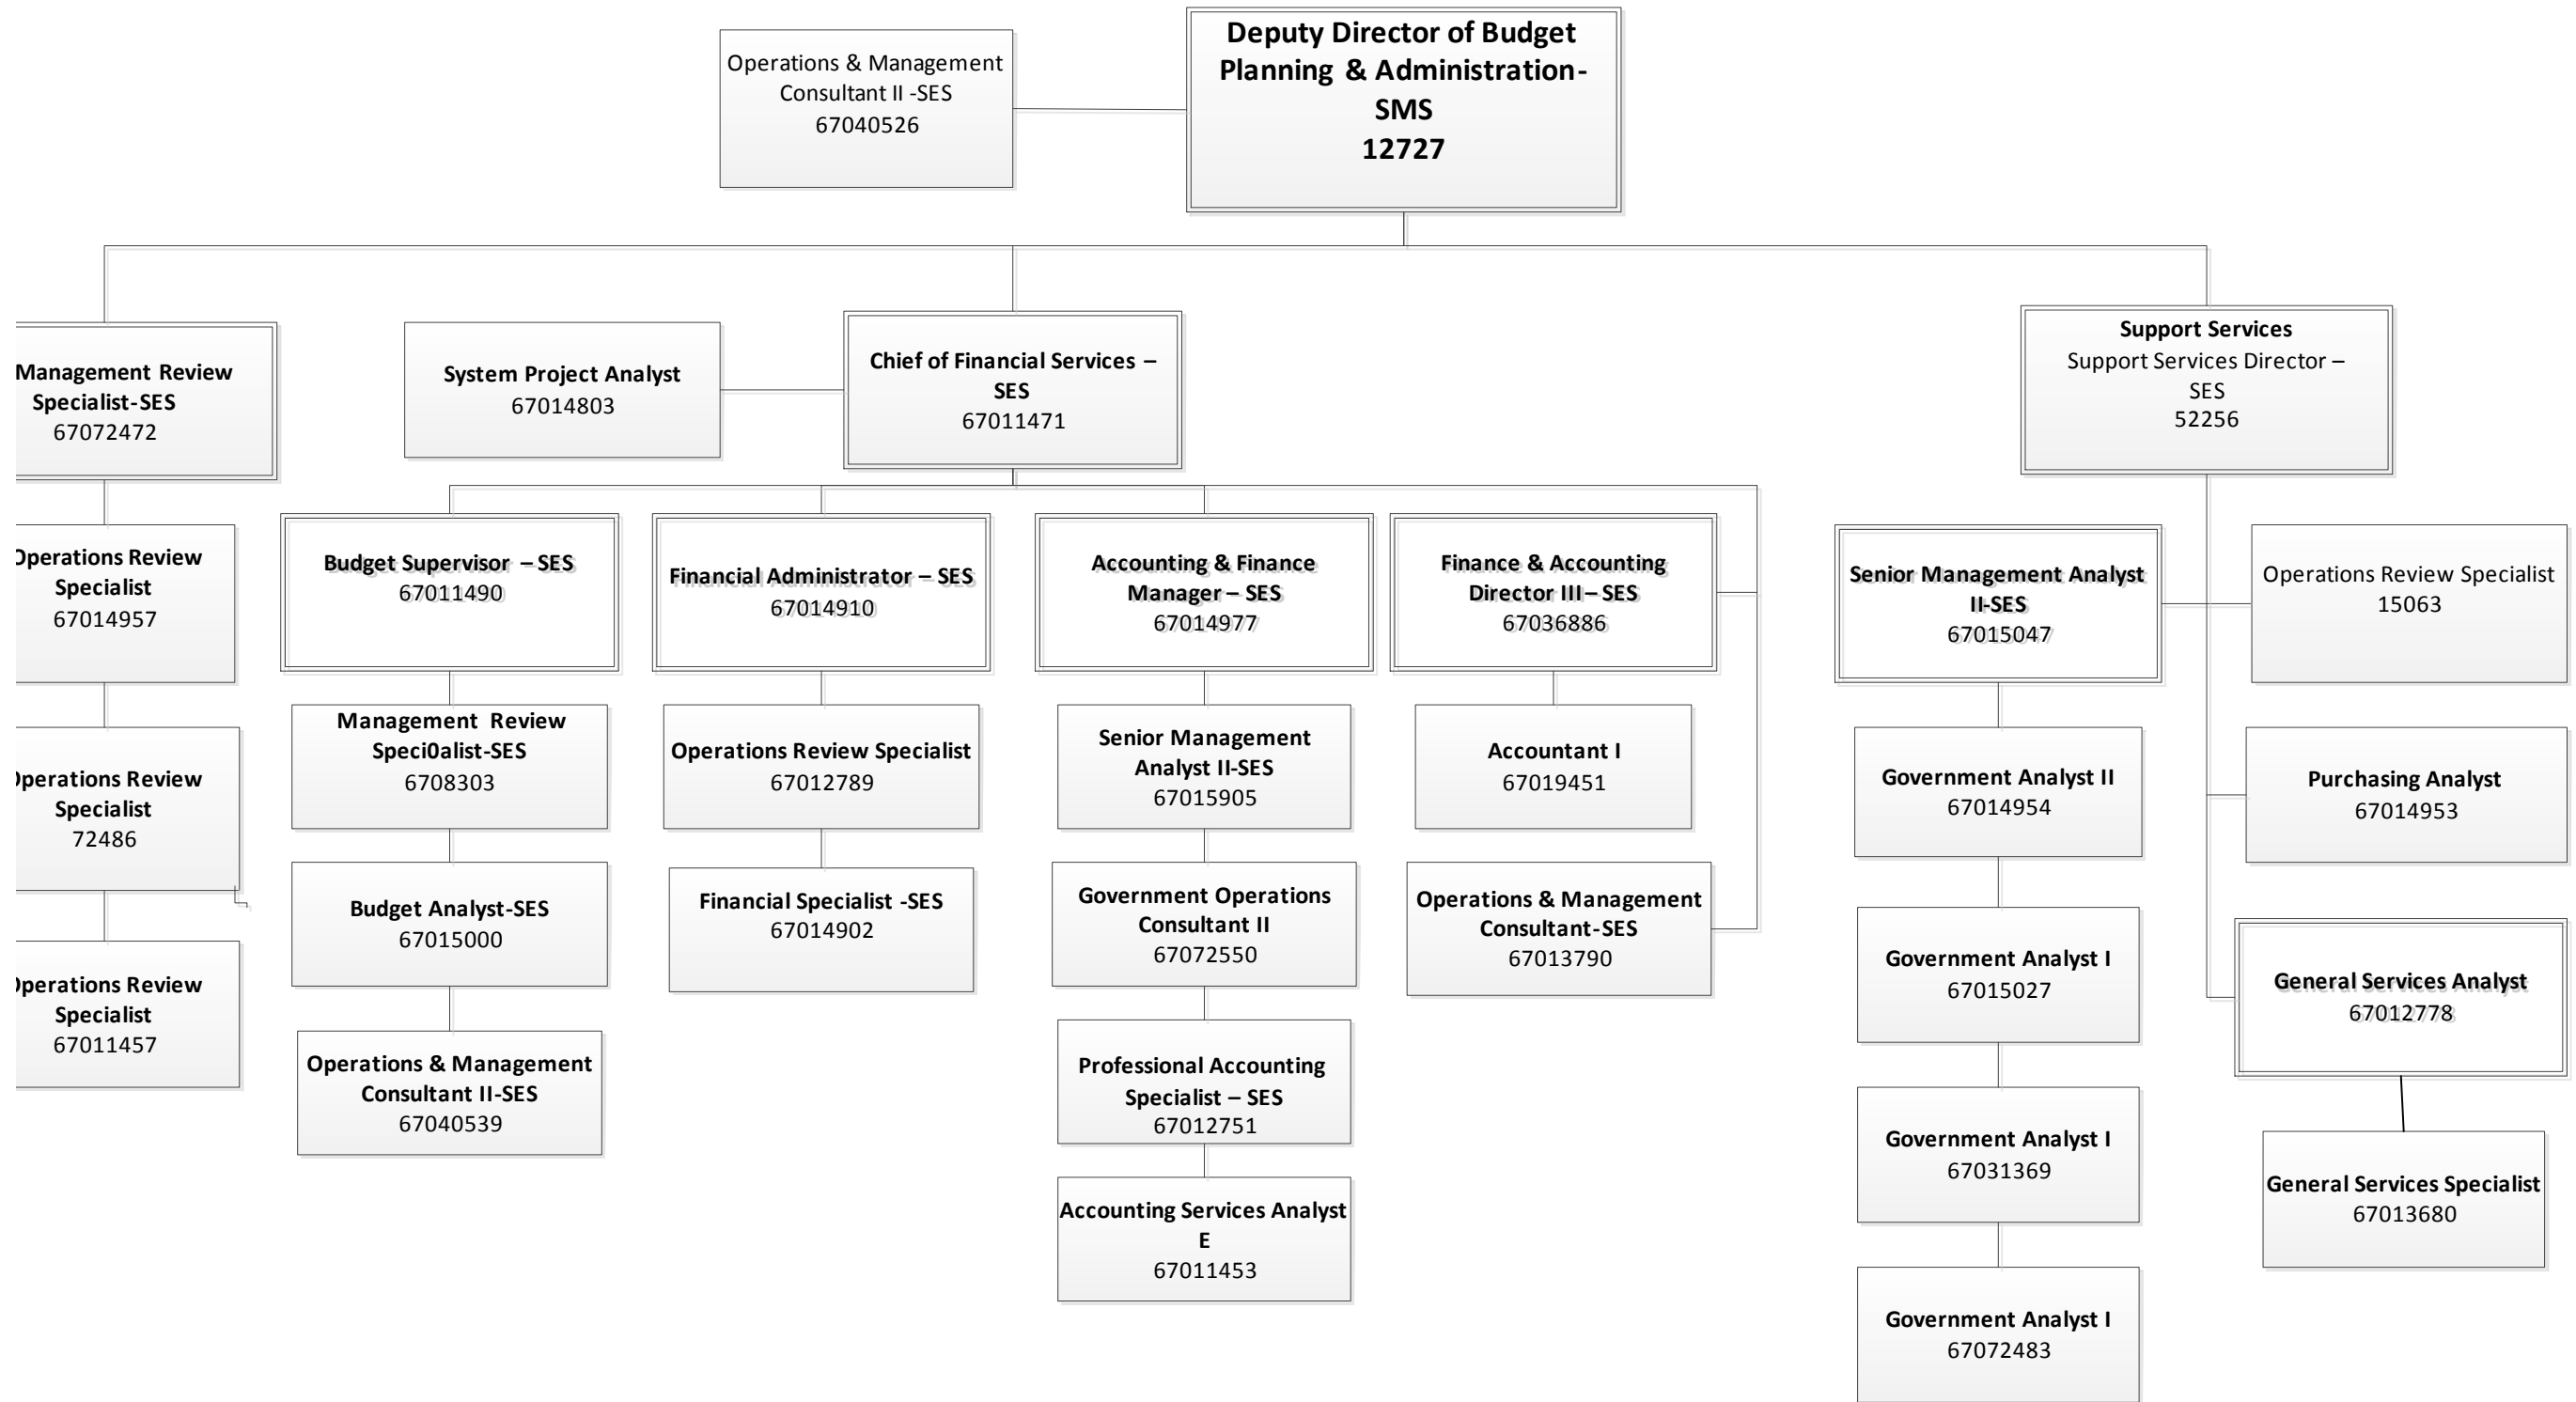 Deputy Director of Budget
Planning & Administration-
SMS
12727
Operations & Management
Consultant II -SES
67040526
Management Review
Specialist-SES
67072472
System Project Analyst
67014803
Chief of Financial Services –
SES
67011471
Support Services
Support Services Director –
SES
52256
Operations Review
Specialist
67014957
Budget Supervisor – SES
67011490
Financial Administrator – SES
67014910
Accounting & Finance
Manager – SES
67014977
Finance & Accounting
Director III – SES
67036886
Senior Management Analyst
II-SES
67015047
Operations Review Specialist
15063
Operations Review
Specialist
72486
Management Review
Speci0alist-SES
6708303
Operations Review Specialist
67012789
Senior Management
Analyst II-SES
67015905
Accountant I
67019451
Government Analyst II
67014954
Purchasing Analyst
67014953
Operations Review
Specialist
67011457
Budget Analyst-SES
67015000
Financial Specialist -SES
67014902
Government Operations
Consultant II
67072550
Operations & Management
Consultant-SES
67013790
Government Analyst I
67015027
General Services Analyst
67012778
Operations & Management
Consultant II-SES
67040539
Professional Accounting
Specialist – SES
67012751
Government Analyst I
67031369
General Services Specialist
67013680
Accounting Services Analyst
E
67011453
Government Analyst I
67072483